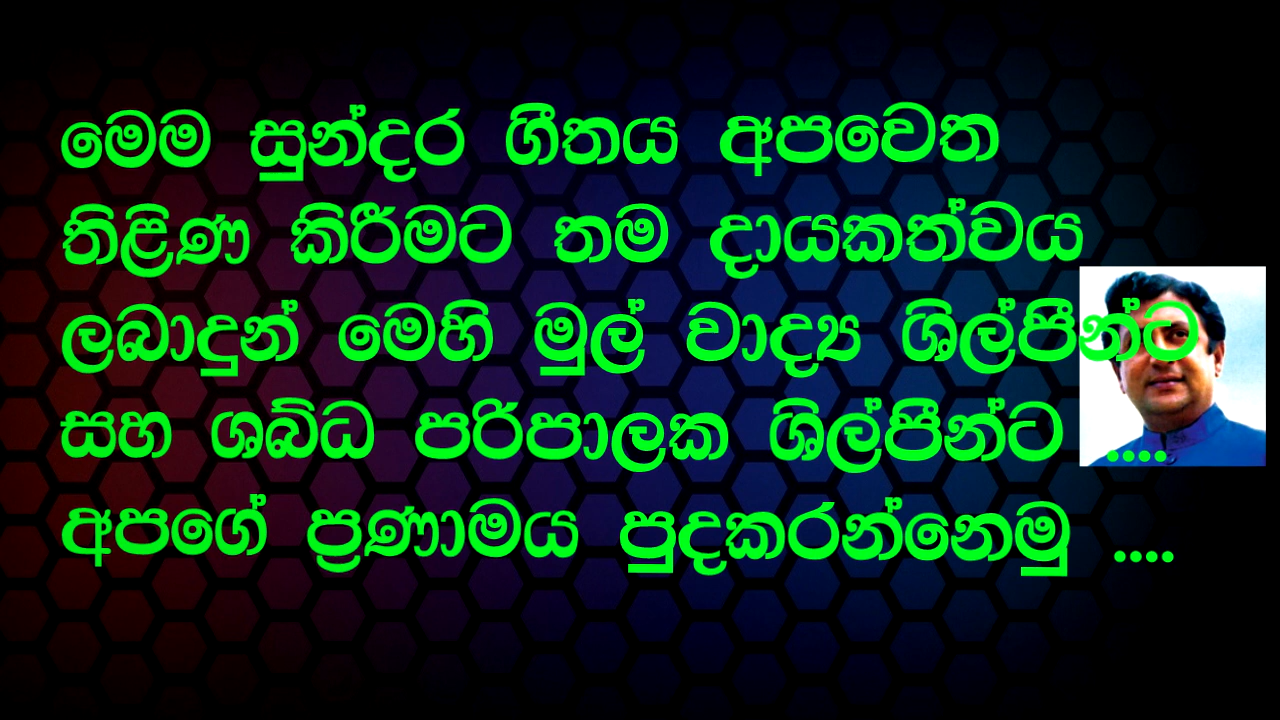 මෙම සුන්දර ගීතය අපවෙත
තිළිණ කිරීමට තම දායකත්වය
ලබාදුන් මෙහි මුල් වාද්‍ය ශිල්පීන්ට
සහ ශබ්ධ පරිපාලක ශිල්පීන්ට ....
අපගේ ප්‍රණාමය පුදකරන්නෙමු ....